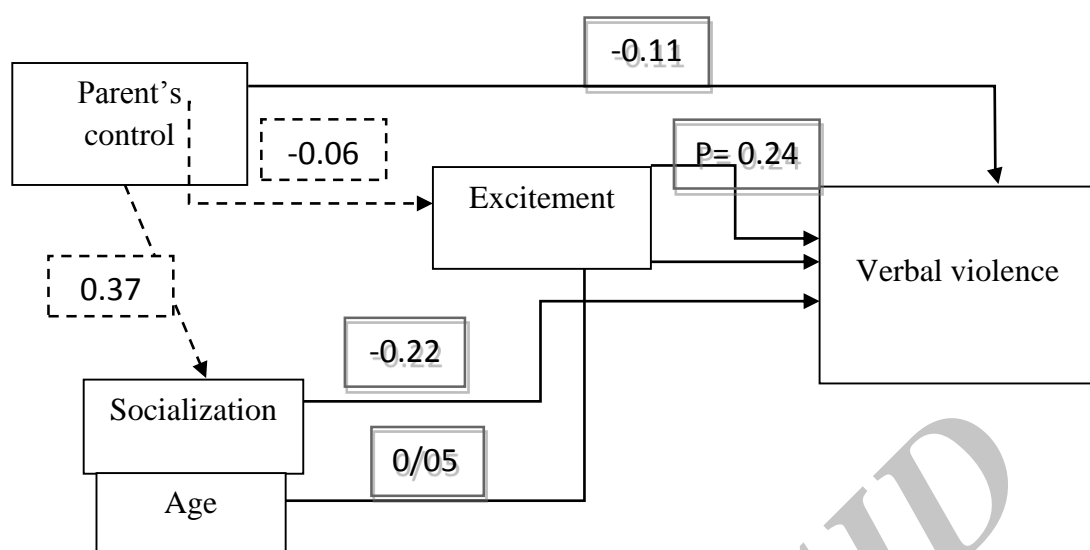 -0.11
Parent's
control
-0.06
P= 0.24
Excitement
Verbal violence
0.37
-0.22
Socialization
0/05
Age